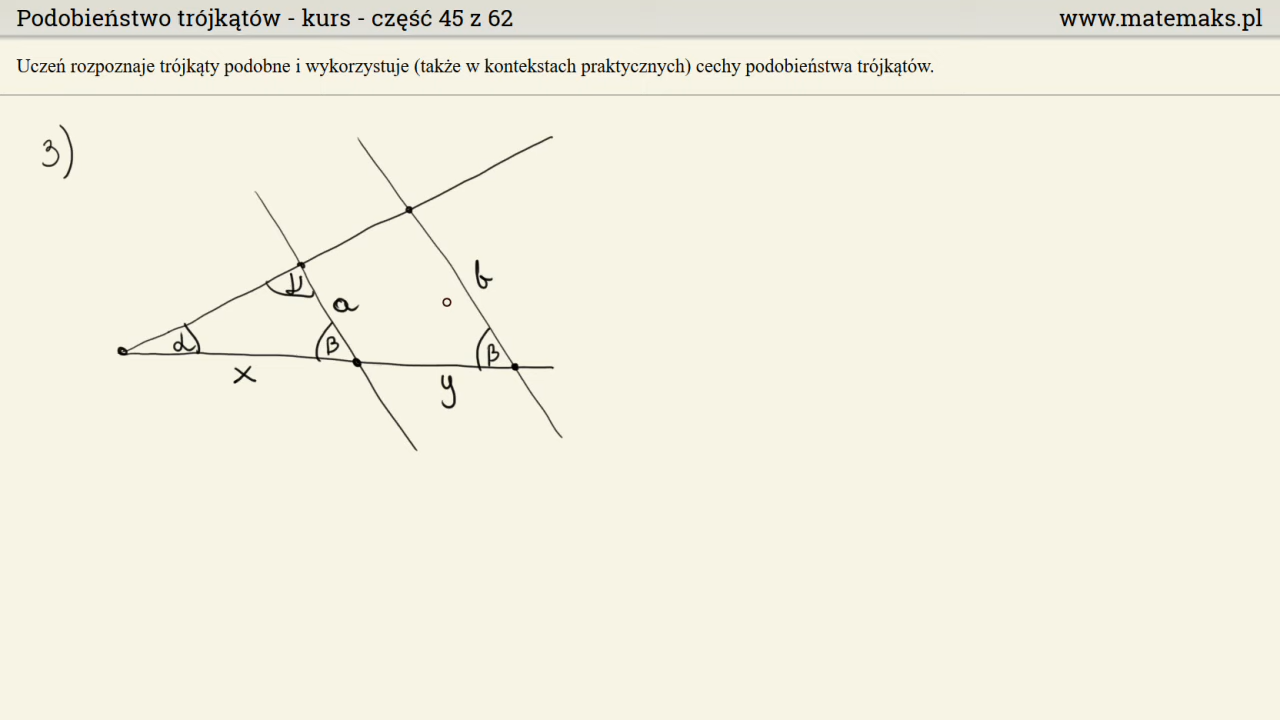 Podobieństwo trójkątów - kurs - część 45 z 62
www.matemaks.pl
Uczeń rozpoznaje trójkąty podobne i wykorzystuje (także w kontekstach praktycznych) cechy podobieństwa trójkątów.
3)
b
γ a
α β β
x y